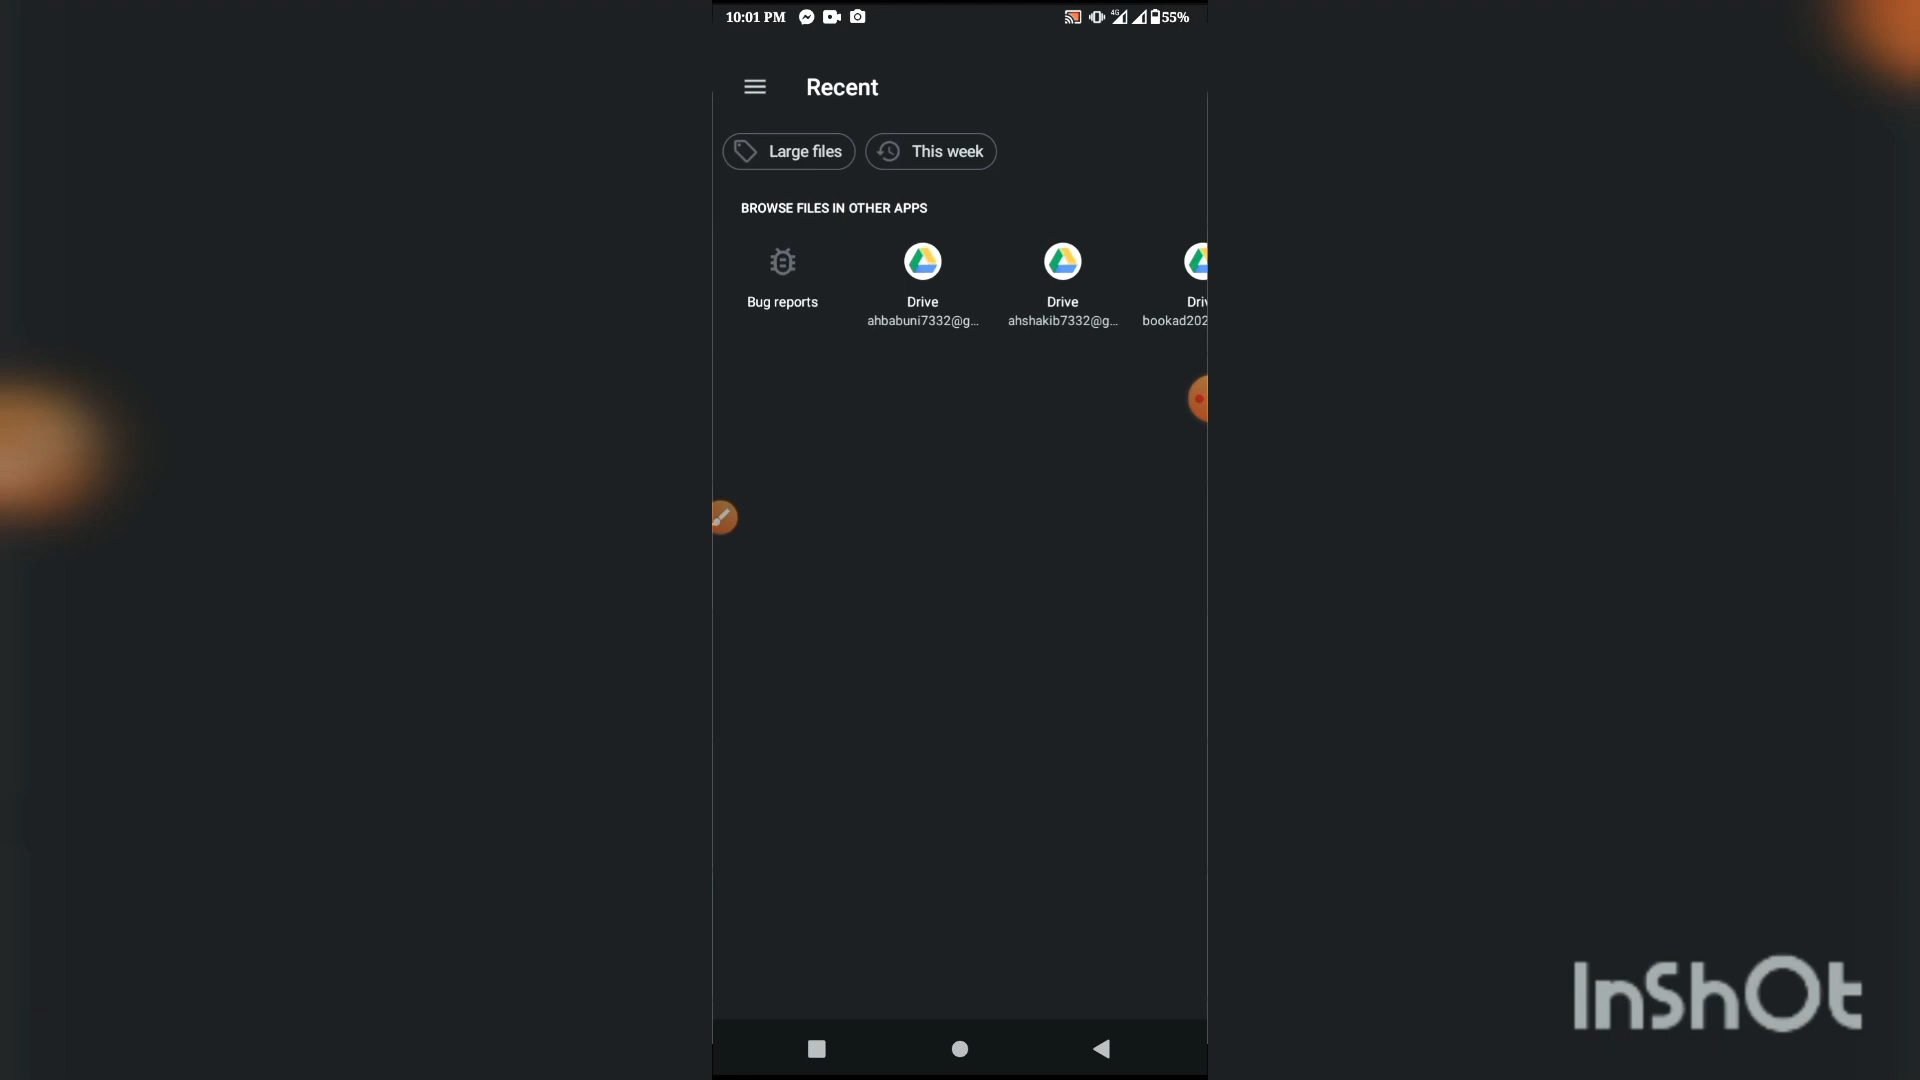 10:01 PM 4G 55%
Recent
Large files This week
BROWSE FILES IN OTHER APPS
Bug reports Drive Drive Driv
ahbabuni7332@g... ahshakib7332@g... bookad202
InShOt